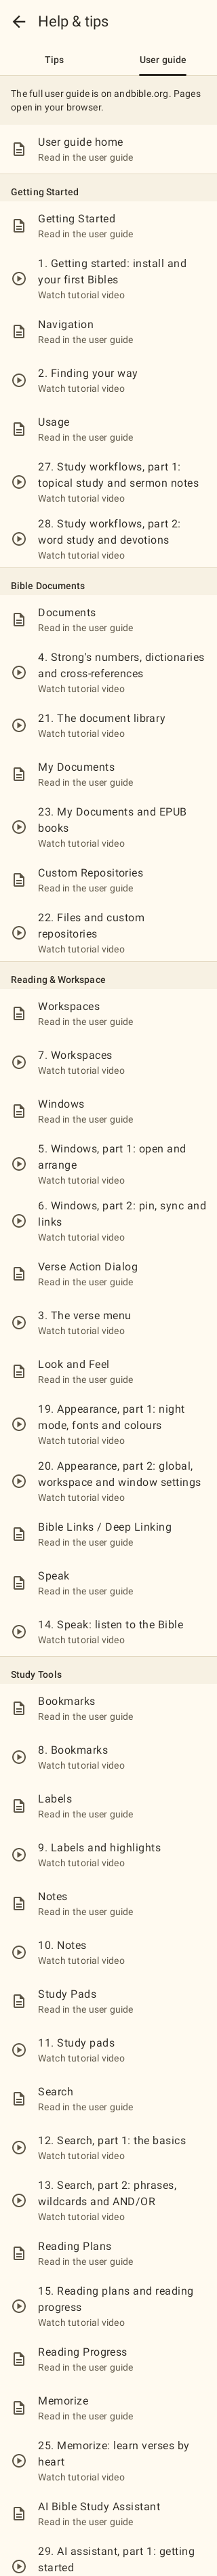 Help & tips
Tips
User guide
The full user guide is on andbible.org. Pages
open in your browser.
User guide home
Read in the user guide
Getting Started
Getting Started
Read in the user guide
1. Getting started: install and
your first Bibles
Watch tutorial video
Navigation
Read in the user guide
2. Finding your way
Watch tutorial video
Usage
Read in the user guide
27. Study workflows, part 1:
topical study and sermon notes
Watch tutorial video
28. Study workflows, part 2:
word study and devotions
Watch tutorial video
Bible Documents
Documents
Read in the user guide
4. Strong's numbers, dictionaries
and cross-references
Watch tutorial video
21. The document library
Watch tutorial video
My Documents
Read in the user guide
23. My Documents and EPUB
books
Watch tutorial video
Custom Repositories
Read in the user guide
22. Files and custom
repositories
Watch tutorial video
Reading & Workspace
Workspaces
Read in the user guide
7. Workspaces
Watch tutorial video
Windows
Read in the user guide
5. Windows, part 1: open and
arrange
Watch tutorial video
6. Windows, part 2: pin, sync and
links
Watch tutorial video
Verse Action Dialog
Read in the user guide
3. The verse menu
Watch tutorial video
Look and Feel
Read in the user guide
19. Appearance, part 1: night
mode, fonts and colours
Watch tutorial video
20. Appearance, part 2: global,
workspace and window settings
Watch tutorial video
Bible Links / Deep Linking
Read in the user guide
Speak
Read in the user guide
14. Speak: listen to the Bible
Watch tutorial video
Study Tools
Bookmarks
Read in the user guide
8. Bookmarks
Watch tutorial video
Labels
Read in the user guide
9. Labels and highlights
Watch tutorial video
Notes
Read in the user guide
10. Notes
Watch tutorial video
Study Pads
Read in the user guide
11. Study pads
Watch tutorial video
Search
Read in the user guide
12. Search, part 1: the basics
Watch tutorial video
13. Search, part 2: phrases,
wildcards and AND/OR
Watch tutorial video
Reading Plans
Read in the user guide
15. Reading plans and reading
progress
Watch tutorial video
Reading Progress
Read in the user guide
Memorize
Read in the user guide
25. Memorize: learn verses by
heart
Watch tutorial video
AI Bible Study Assistant
Read in the user guide
29. AI assistant, part 1: getting
started
Watch tutorial video